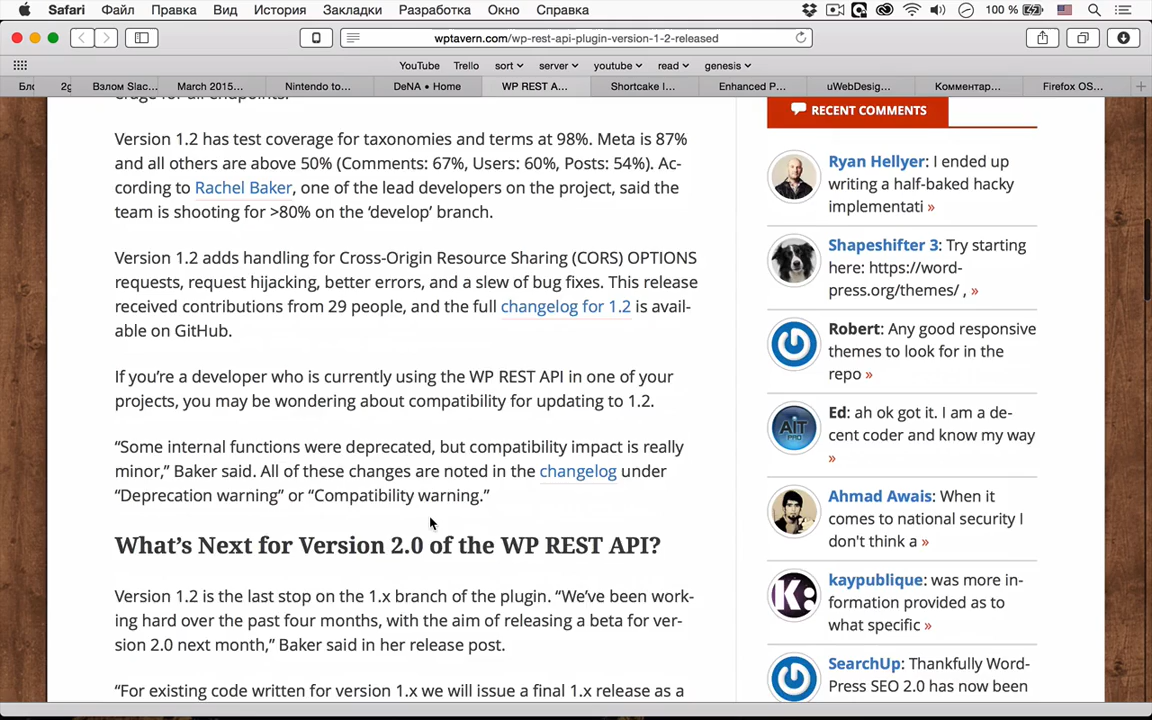 Safari Файл Правка Вид История Закладки Разработка Окно Справка 100 %
wptavern.com/wp-rest-api-plugin-version-1-2-released
YouTube Trello sort server youtube read genesis
Взлом Slac... March 2015... Nintendo to... DeNA • Home WP REST A... Shortcake I... Enhanced P... uWebDesig... Комментар... Firefox OS...
erage for all endpoints.
Version 1.2 has test coverage for taxonomies and terms at 98%. Meta is 87%
and all others are above 50% (Comments: 67%, Users: 60%, Posts: 54%). Ac-
cording to Rachel Baker, one of the lead developers on the project, said the
team is shooting for >80% on the ‘develop’ branch.
Version 1.2 adds handling for Cross-Origin Resource Sharing (CORS) OPTIONS
requests, request hijacking, better errors, and a slew of bug fixes. This release
received contributions from 29 people, and the full changelog for 1.2 is avail-
able on GitHub.
If you’re a developer who is currently using the WP REST API in one of your
projects, you may be wondering about compatibility for updating to 1.2.
“Some internal functions were deprecated, but compatibility impact is really
minor,” Baker said. All of these changes are noted in the changelog under
“Deprecation warning” or “Compatibility warning.”
What’s Next for Version 2.0 of the WP REST API?
Version 1.2 is the last stop on the 1.x branch of the plugin. “We’ve been work-
ing hard over the past four months, with the aim of releasing a beta for ver-
sion 2.0 next month,” Baker said in her release post.
“For existing code written for version 1.x we will issue a final 1.x release as a
RECENT COMMENTS
Ryan Hellyer: I ended up
writing a half-baked hacky
implementati »
Shapeshifter 3: Try starting
here: https://word-
press.org/themes/ , »
Robert: Any good responsive
themes to look for in the
repo »
AIT
PRO
Ed: ah ok got it. I am a de-
cent coder and know my way
»
Ahmad Awais: When it
comes to national security I
don't think a »
K:
kaypublique: was more in-
formation provided as to
what specific »
SearchUp: Thankfully Word-
Press SEO 2.0 has now been